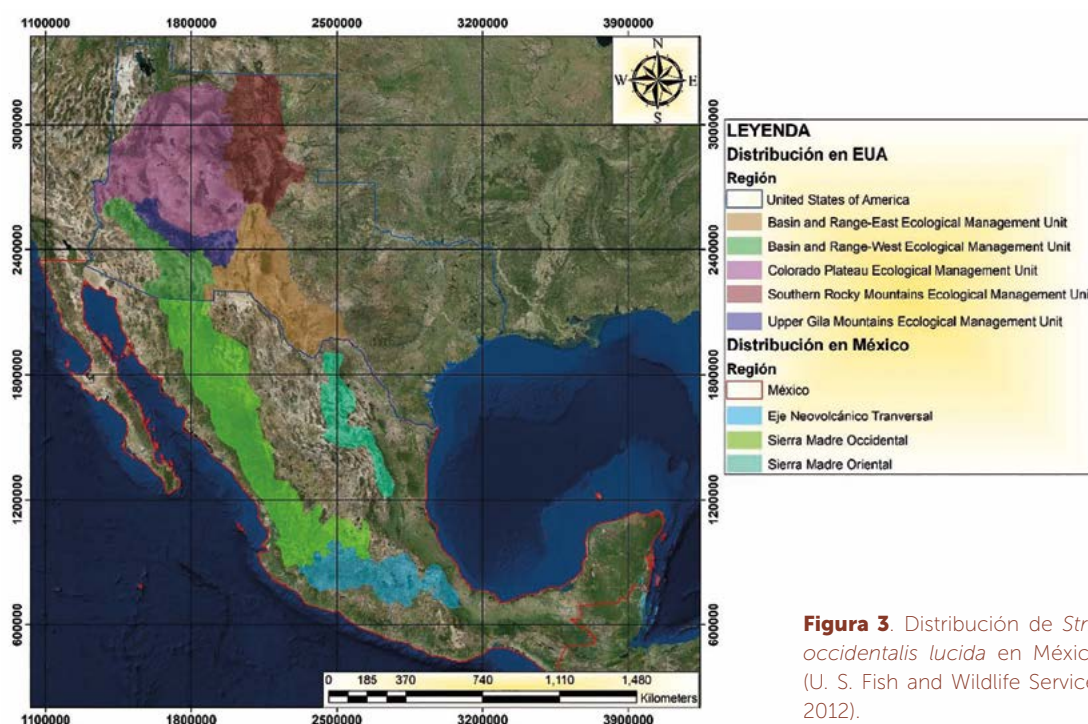 1100000 1800000 2500000 3200000 3900000
N
W E
S
3000000 3000000
2400000 2400000
1800000 1800000
1200000 1200000
600000 600000
0 185 370 740 1,110 1,480
Kilometers
1100000 1800000 2500000 3200000 3900000
LEYENDA
Distribución en EUA
Región
United States of America
Basin and Range-East Ecological Management Unit
Basin and Range-West Ecological Management Unit
Colorado Plateau Ecological Management Unit
Southern Rocky Mountains Ecological Management Uni
Upper Gila Mountains Ecological Management Unit
Distribución en México
Región
México
Eje Neovolcánico Tranversal
Sierra Madre Occidental
Sierra Madre Oriental
Figura 3. Distribución de Str
occidentalis lucida en Méxic
(U. S. Fish and Wildlife Service
2012).